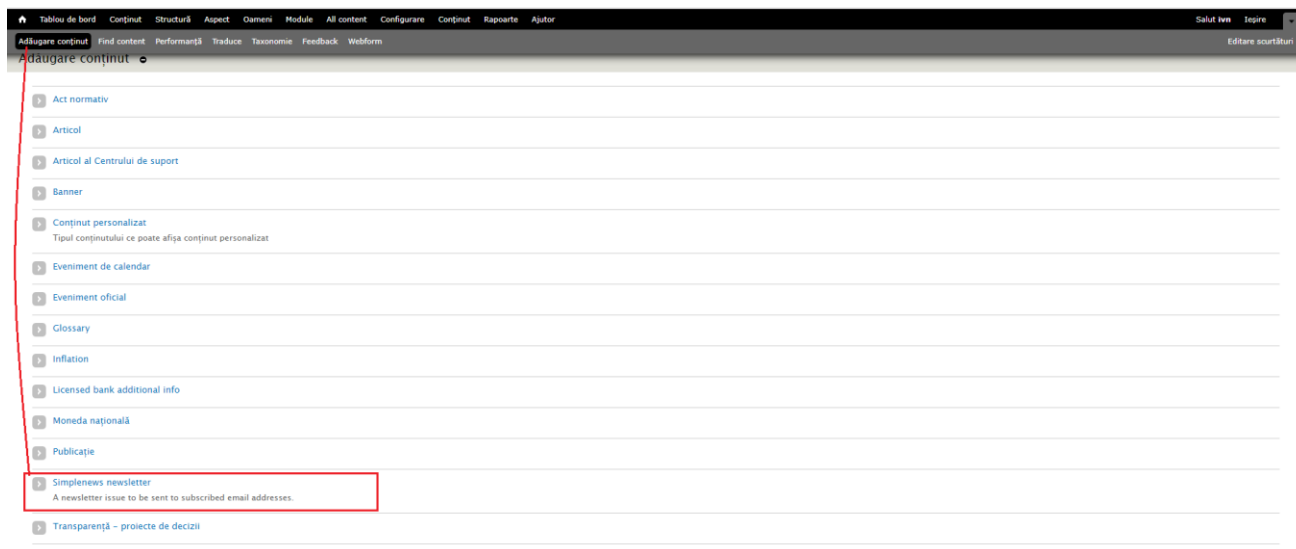 Tablou de bord Conținut Structură Aspect Oameni Module All content Configurare Conținut Rapoarte Ajutor Salut ivn Ieșire
Adăugare conținut Find content Performanță Traduce Taxonomie Feedback Webform Editare scurtături
Adăugare conținut
Act normativ
Articol
Articol al Centrului de suport
Banner
Conținut personalizat
Tipul conținutului ce poate afișa conținut personalizat
Eveniment de calendar
Eveniment oficial
Glossary
Inflation
Licensed bank additional info
Moneda națională
Publicație
Simplenews newsletter
A newsletter issue to be sent to subscribed email addresses.
Transparență – proiecte de decizii